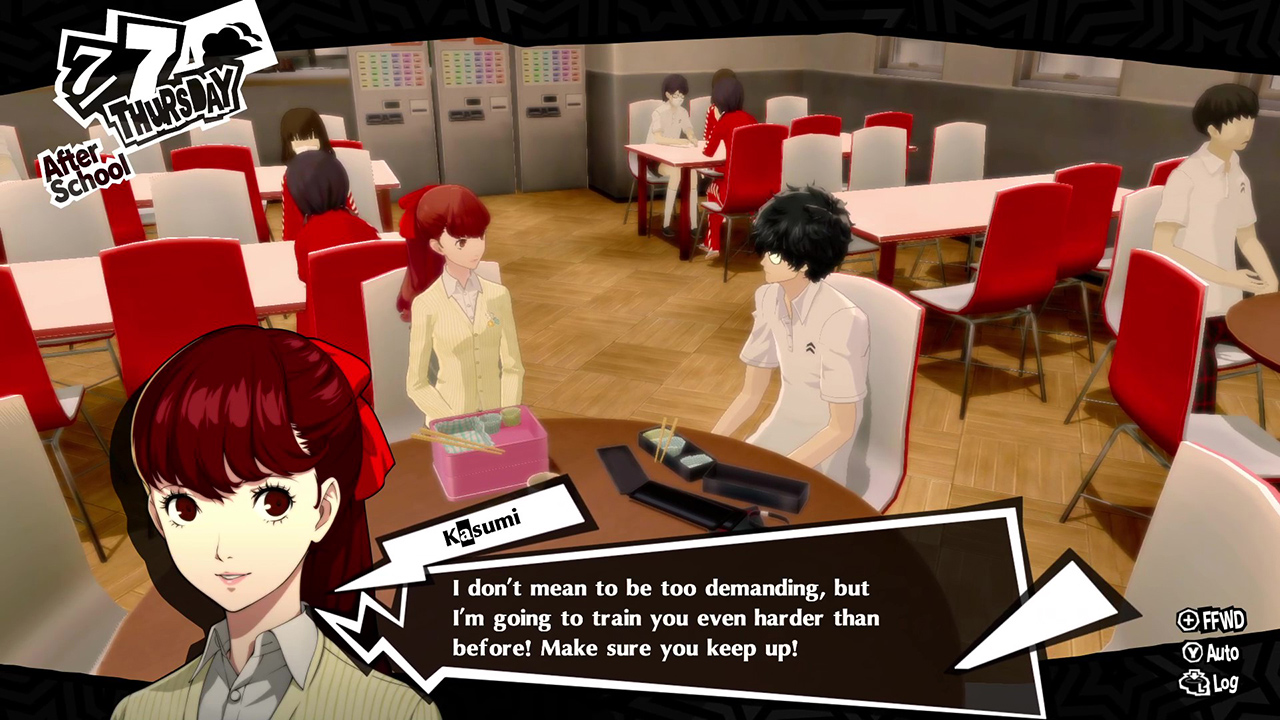 7 7
THURSDAY
After
School
Kasumi
I don't mean to be too demanding, but
I'm going to train you even harder than
before! Make sure you keep up!
FFWD
Y Auto
L Log